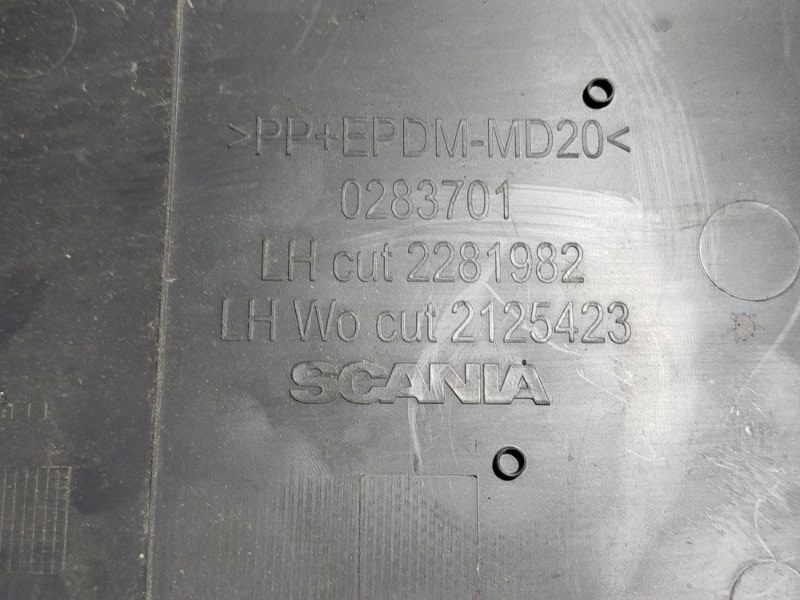 >PP+EPDM-MD20<
0283701
LH cut 2281982
LH Wo cut 2125423
SCANIA